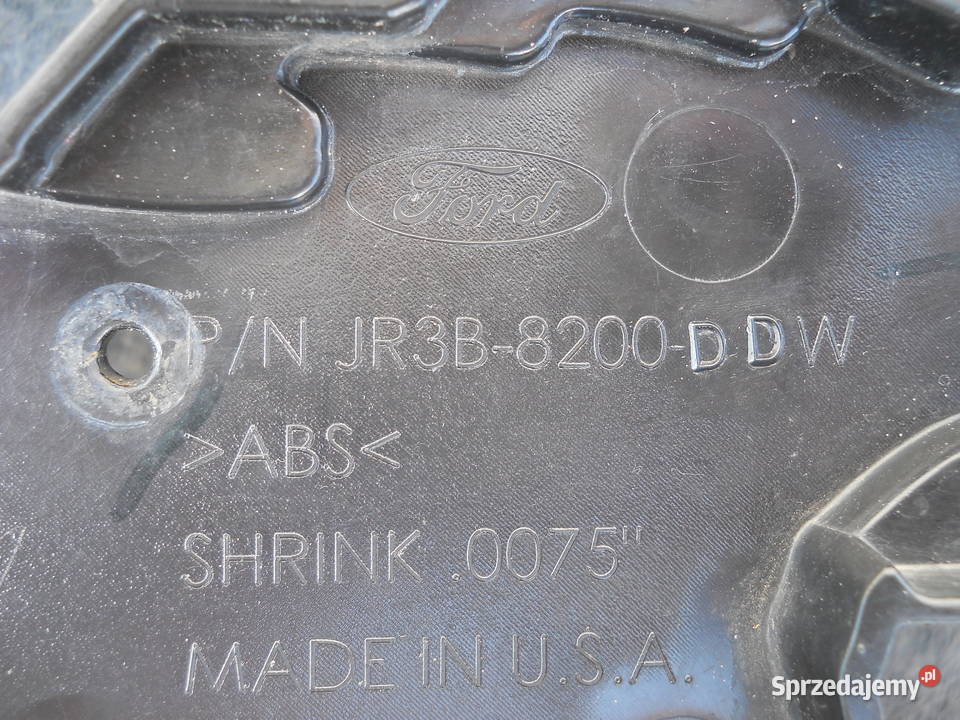 Ford
P/N JR3B-8200-DDW
>ABS<
SHRINK .0075"
MADE IN U.S.A.
Sprzedajemy.pl